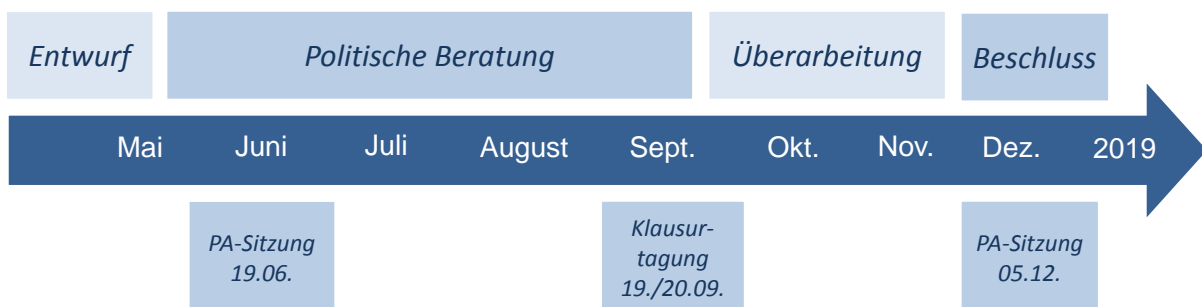 Entwurf
Politische Beratung
Überarbeitung
Beschluss
Mai Juni Juli August Sept. Okt. Nov. Dez. 2019
PA-Sitzung
19.06.
Klausur-
tagung
19./20.09.
PA-Sitzung
05.12.